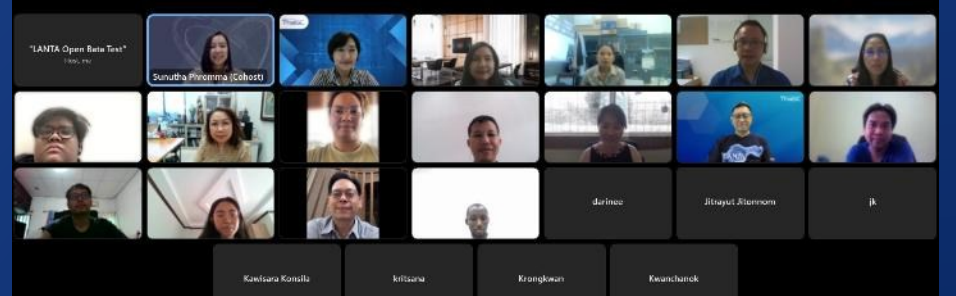 "LANTA Open Beta Test"
Host, me
Sunutha Phromma (Cohost)
ThaiSC
ThaiSC
darinee
Jitrayut Jitonnom
jk
Kawisara Konsila
kritsana
Krongkwan
Kwanchanok